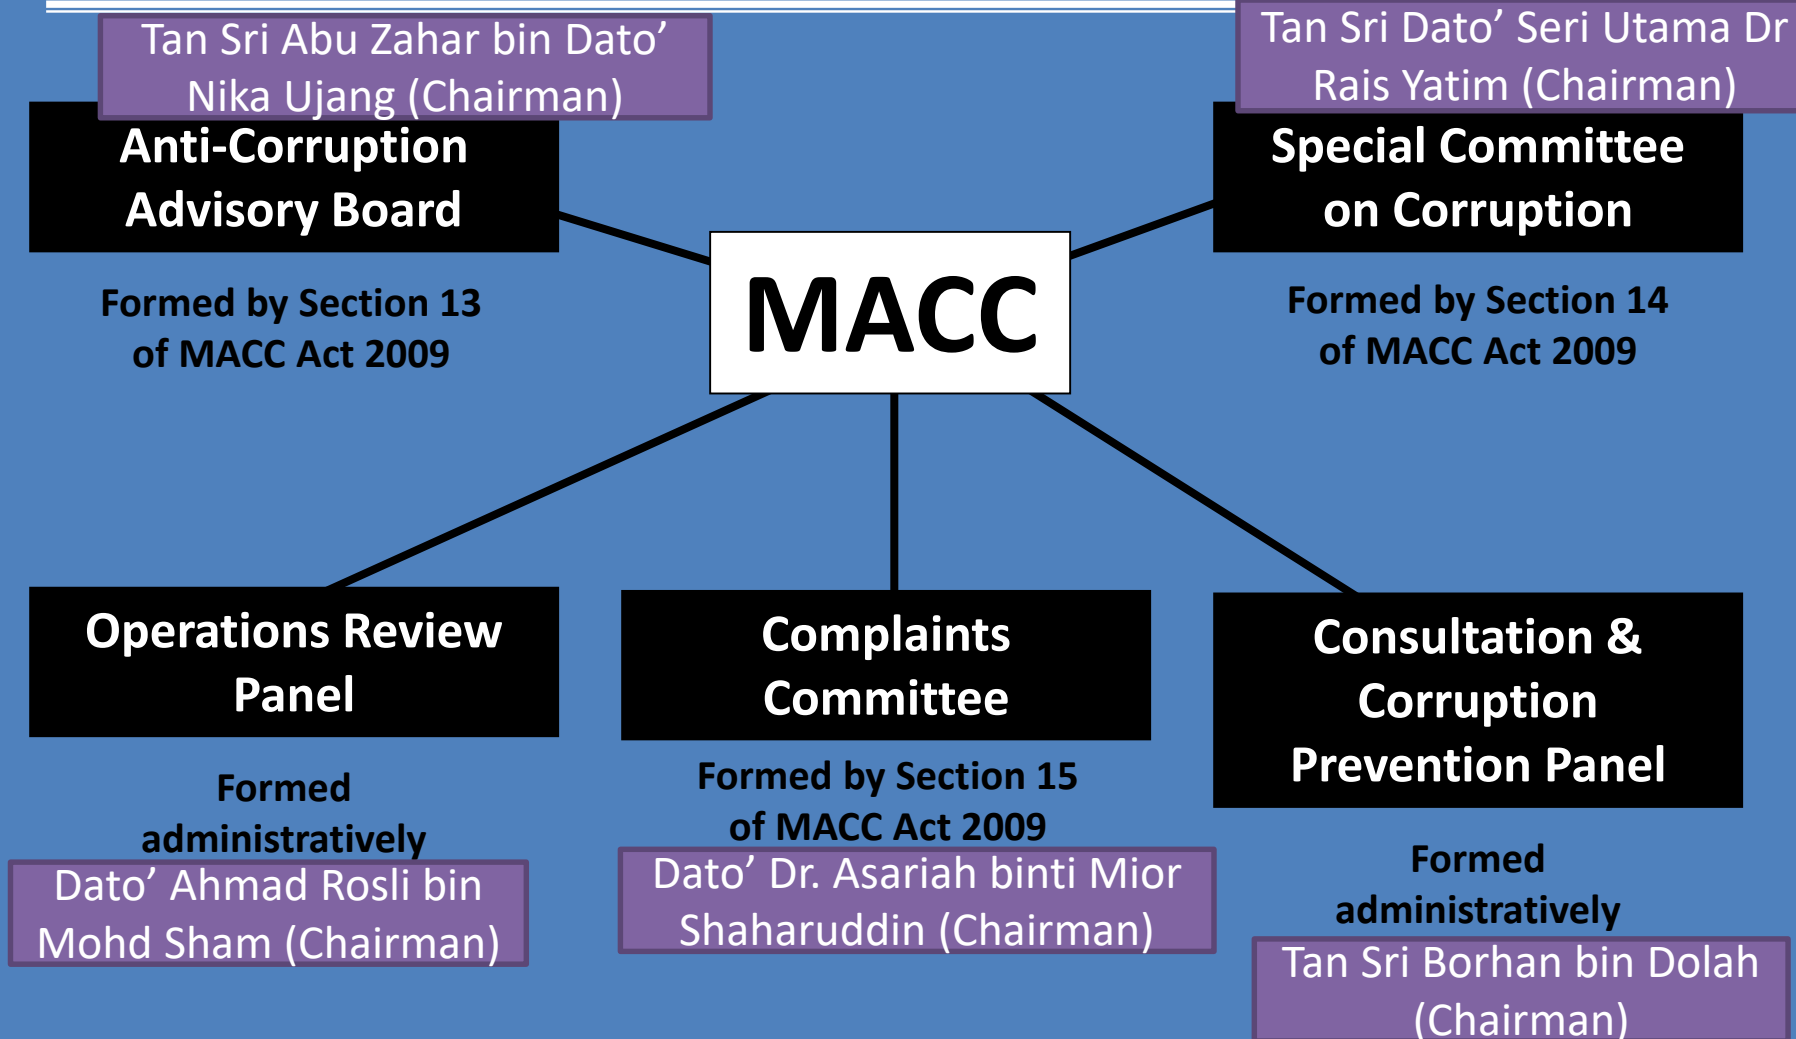 Tan Sri Abu Zahar bin Dato’
Nika Ujang (Chairman)
Anti-Corruption
Advisory Board
Formed by Section 13
of MACC Act 2009
Tan Sri Dato’ Seri Utama Dr
Rais Yatim (Chairman)
Special Committee
on Corruption
Formed by Section 14
of MACC Act 2009
MACC
Operations Review
Panel
Formed
administratively
Dato’ Ahmad Rosli bin
Mohd Sham (Chairman)
Complaints
Committee
Formed by Section 15
of MACC Act 2009
Dato’ Dr. Asariah binti Mior
Shaharuddin (Chairman)
Consultation &
Corruption
Prevention Panel
Formed
administratively
Tan Sri Borhan bin Dolah
(Chairman)